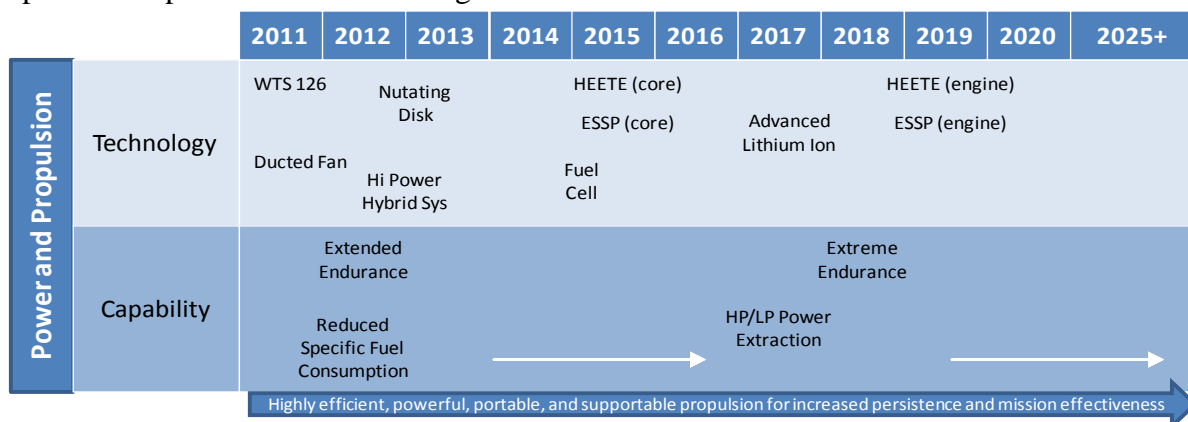 2011 2012 2013 2014 2015 2016 2017 2018 2019 2020 2025+
Power and Propulsion
Technology
WTS 126
Nutating
Disk
HEETE (core)
HEETE (engine)
ESSP (core)
Advanced
Lithium Ion
ESSP (engine)
Ducted Fan
Hi Power
Hybrid Sys
Fuel
Cell
Capability
Extended
Endurance
Extreme
Endurance
Reduced
Specific Fuel
Consumption
HP/LP Power
Extraction
Highly efficient, powerful, portable, and supportable propulsion for increased persistence and mission effectiveness